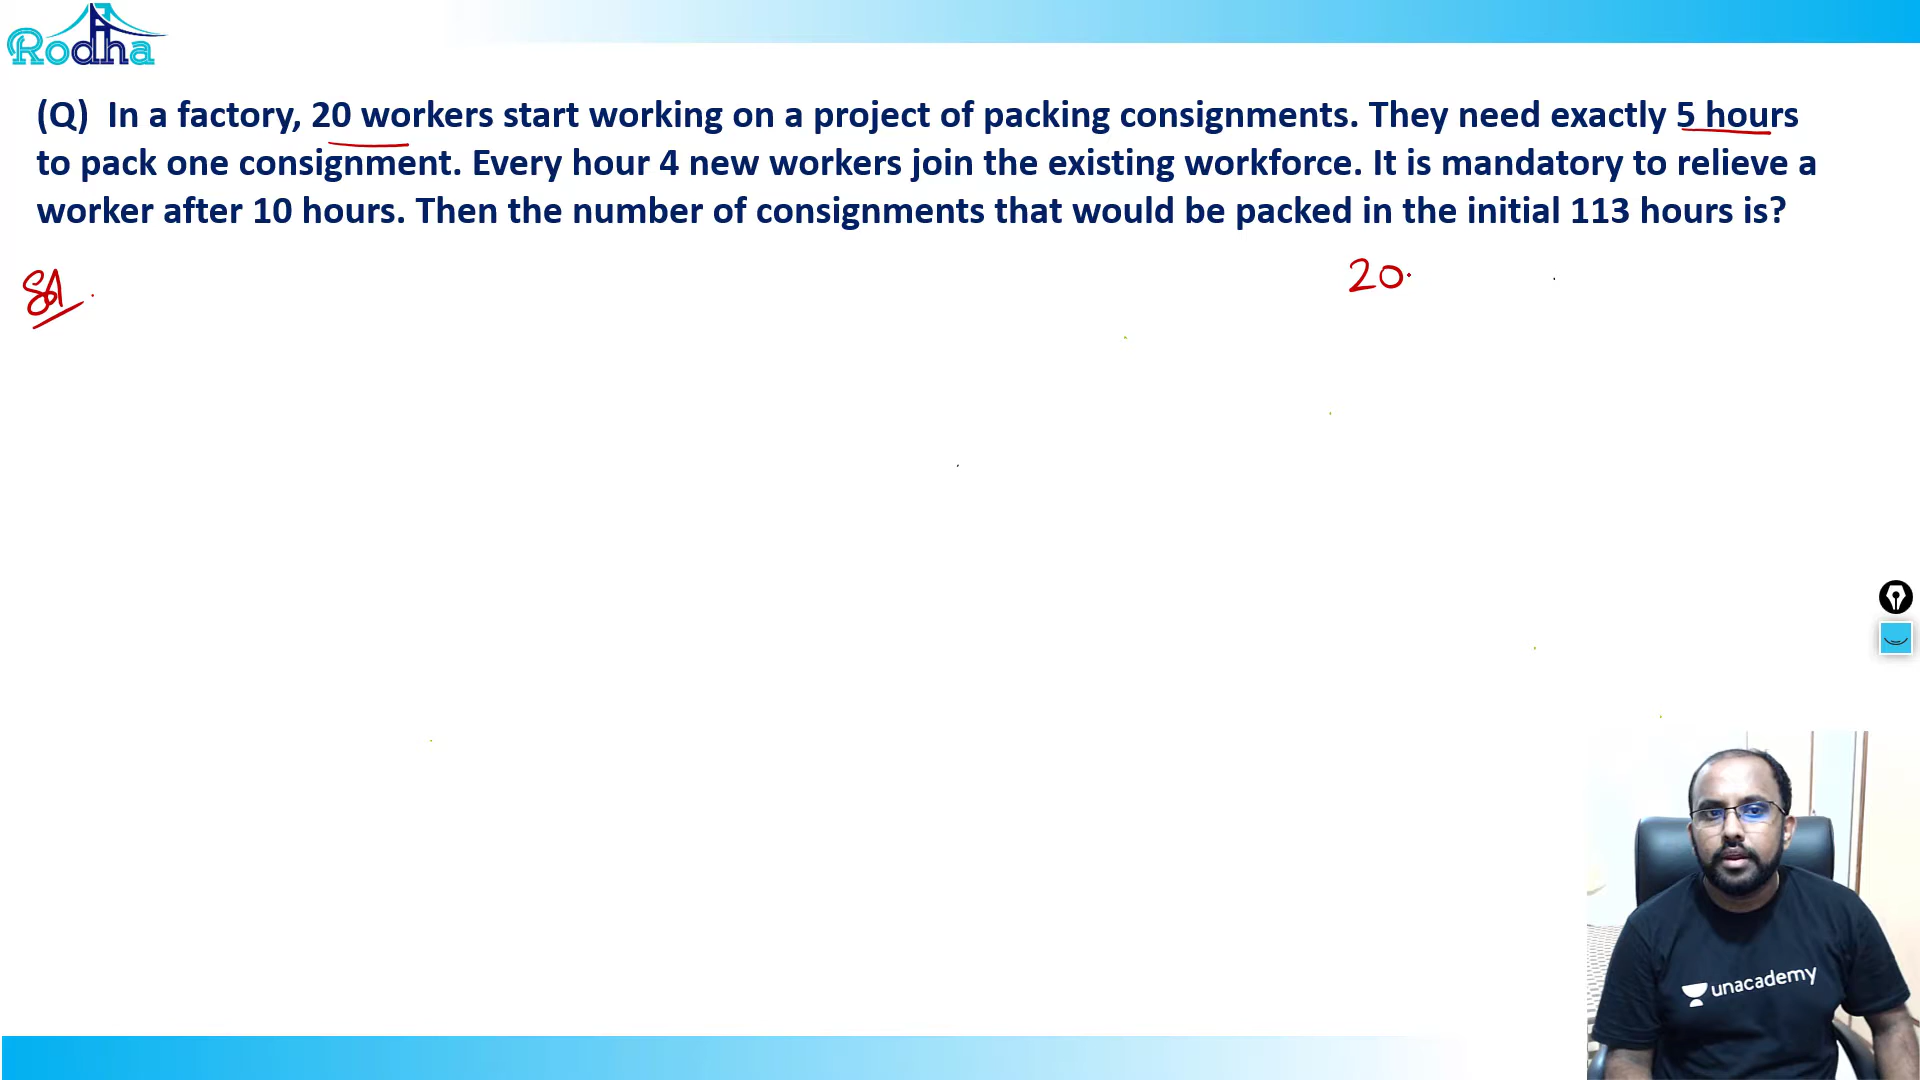 Rodha
(Q) In a factory, 20 workers start working on a project of packing consignments. They need exactly 5 hours
to pack one consignment. Every hour 4 new workers join the existing workforce. It is mandatory to relieve a
worker after 10 hours. Then the number of consignments that would be packed in the initial 113 hours is?
Sol
20
unacademy